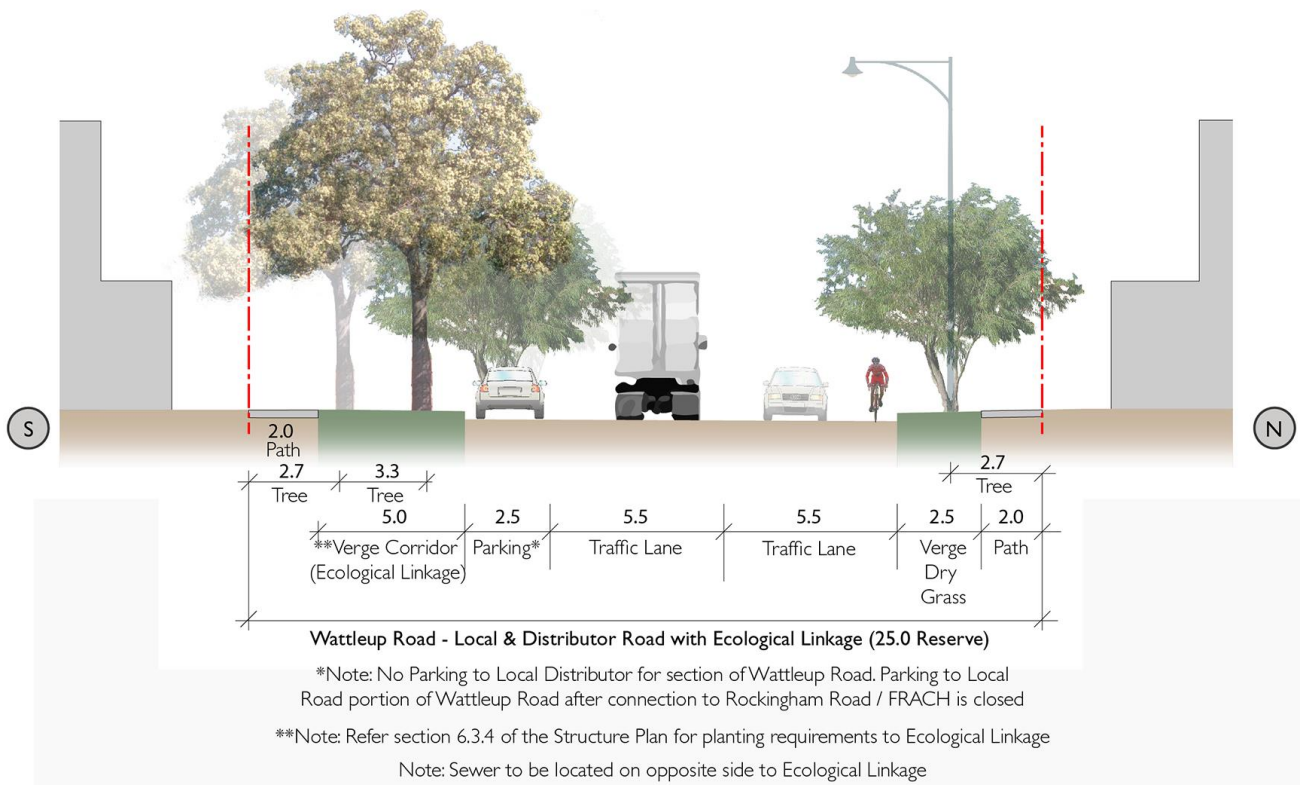 S
N
2.0
Path
2.7
Tree
3.3
Tree
2.7
Tree
5.0
**Verge Corridor
(Ecological Linkage)
2.5
Parking*
5.5
Traffic Lane
5.5
Traffic Lane
2.5
Verge
Dry
Grass
2.0
Path
Wattleup Road - Local & Distributor Road with Ecological Linkage (25.0 Reserve)
*Note: No Parking to Local Distributor for section of Wattleup Road. Parking to Local
Road portion of Wattleup Road after connection to Rockingham Road / FRACH is closed
**Note: Refer section 6.3.4 of the Structure Plan for planting requirements to Ecological Linkage
Note: Sewer to be located on opposite side to Ecological Linkage